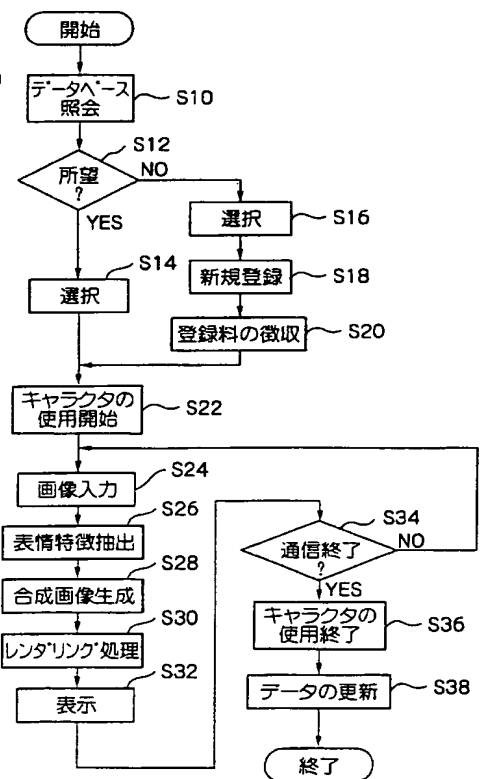 開始
データベース
照会
S10
S12
所望
?
NO
YES
選択
S16
S14
選択
新規登録
S18
登録料の徴収
S20
キャラクタの
使用開始
S22
画像入力
S24
表情特徴抽出
S26
合成画像生成
S28
レンダリング処理
S30
表示
S32
通信終了
?
S34
NO
YES
キャラクタの
使用終了
S36
データの更新
S38
終了